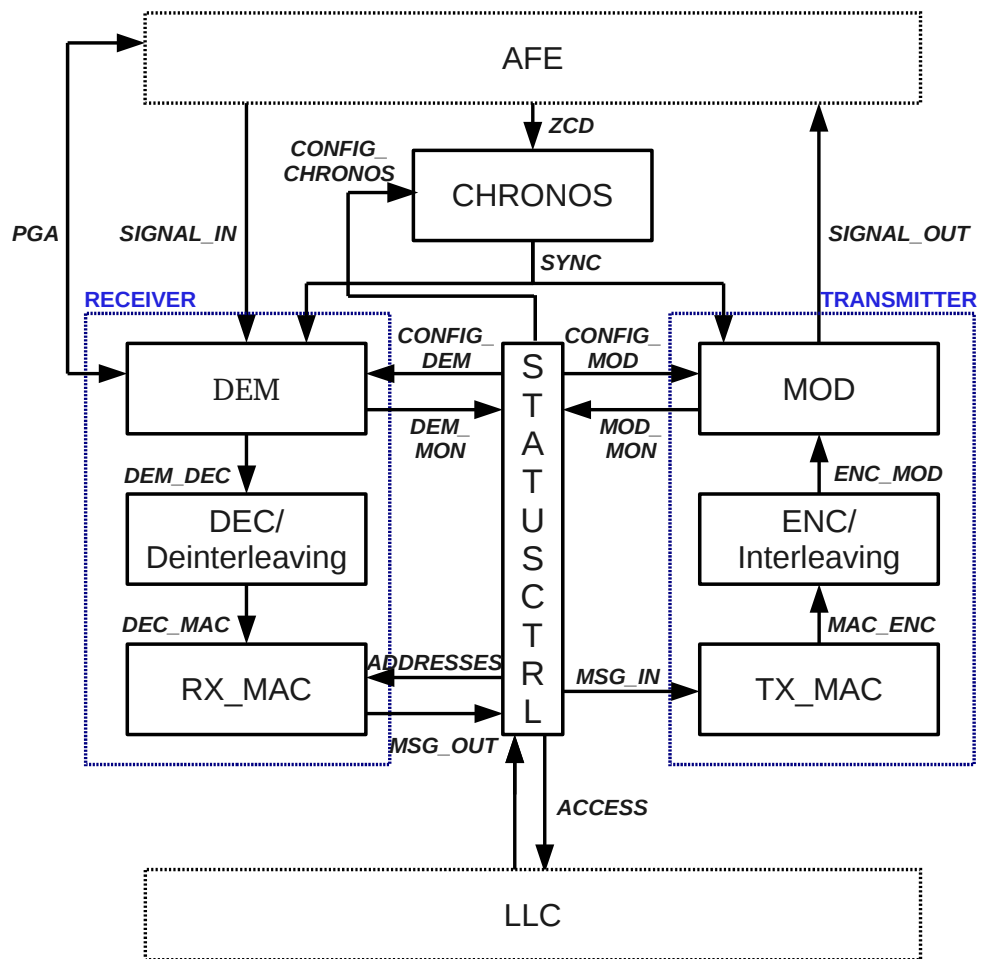 AFE
ZCD
CONFIG_
CHRONOS
CHRONOS
PGA
SIGNAL_IN
SIGNAL_OUT
SYNC
RECEIVER
TRANSMITTER
CONFIG_
DEM
CONFIG_
MOD
DEM
S
T
A
T
U
S
C
T
R
L
MOD
DEM_
MON
MOD_
MON
DEM_DEC
ENC_MOD
DEC/
Deinterleaving
ENC/
Interleaving
DEC_MAC
MAC_ENC
ADDRESSES
RX_MAC
MSG_IN
TX_MAC
MSG_OUT
ACCESS
LLC